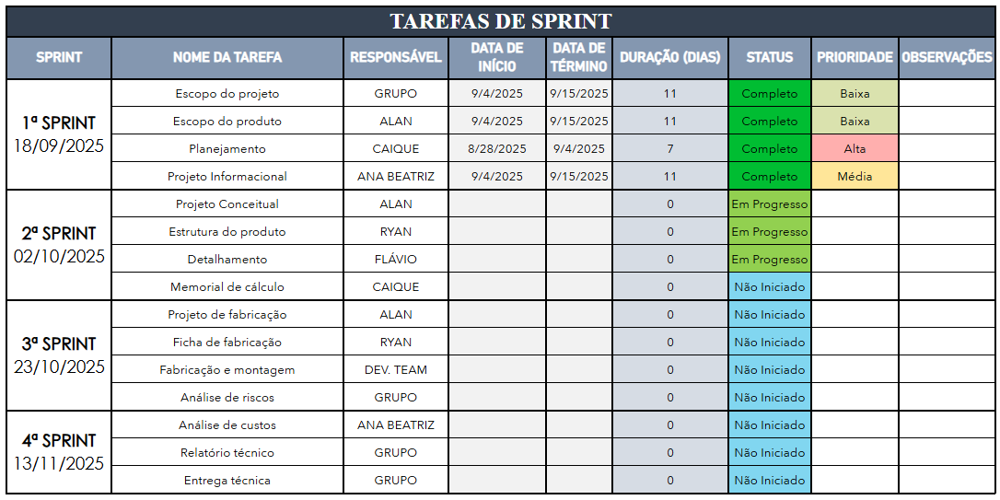 TAREFAS DE SPRINT
SPRINT NOME DA TAREFA RESPONSÁVEL DATA DE INÍCIO DATA DE TÉRMINO DURAÇÃO (DIAS) STATUS PRIORIDADE OBSERVAÇÕES
1ª SPRINT
18/09/2025
Escopo do projeto GRUPO 9/4/2025 9/15/2025 11 Completo Baixa
Escopo do produto ALAN 9/4/2025 9/15/2025 11 Completo Baixa
Planejamento CAIQUE 8/28/2025 9/4/2025 7 Completo Alta
Projeto Informacional ANA BEATRIZ 9/4/2025 9/15/2025 11 Completo Média
2ª SPRINT
02/10/2025
Projeto Conceitual ALAN 0 Em Progresso
Estrutura do produto RYAN 0 Em Progresso
Detalhamento FLÁVIO 0 Em Progresso
Memorial de cálculo CAIQUE 0 Não Iniciado
3ª SPRINT
23/10/2025
Projeto de fabricação ALAN 0 Não Iniciado
Ficha de fabricação RYAN 0 Não Iniciado
Fabricação e montagem DEV. TEAM 0 Não Iniciado
Análise de riscos GRUPO 0 Não Iniciado
4ª SPRINT
13/11/2025
Análise de custos ANA BEATRIZ 0 Não Iniciado
Relatório técnico GRUPO 0 Não Iniciado
Entrega técnica GRUPO 0 Não Iniciado